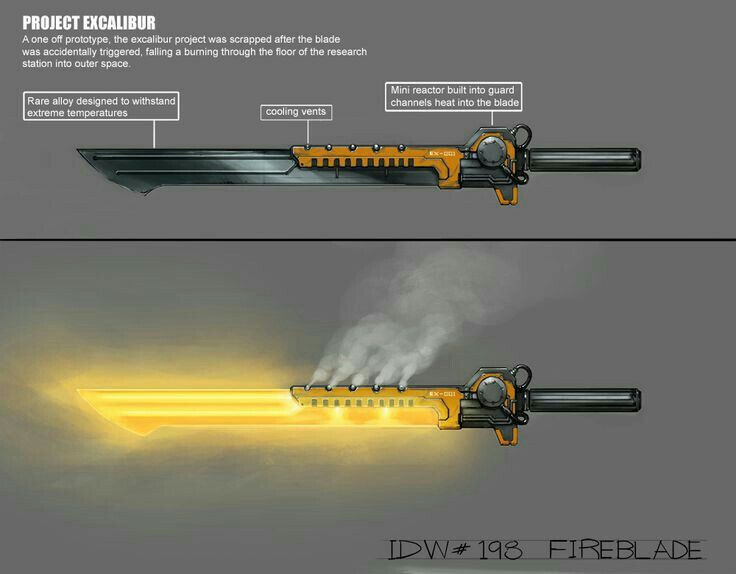 PROJECT EXCALIBUR
A one off prototype, the excalibur project was scrapped after the blade
was accidentally triggered, falling a burning through the floor of the research
station into outer space.
Rare alloy designed to withstand
extreme temperatures
cooling vents
Mini reactor built into guard
channels heat into the blade
EX-001
EX-001
IDW# 198 FIREBLADE